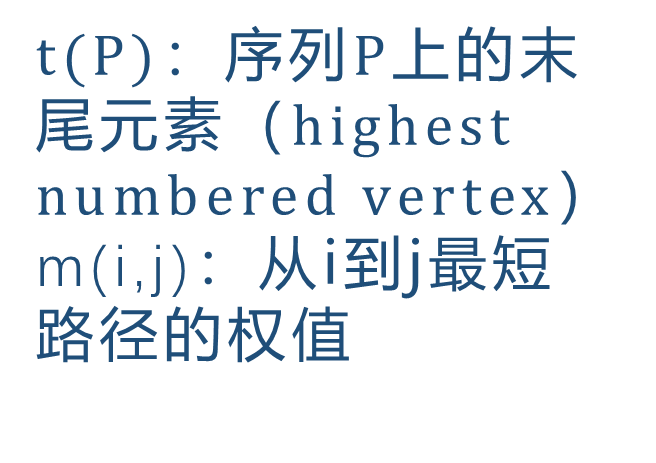 t(P)：序列P上的末
尾元素（highest
numbered vertex）
m(i,j)：从i到j最短
路径的权值